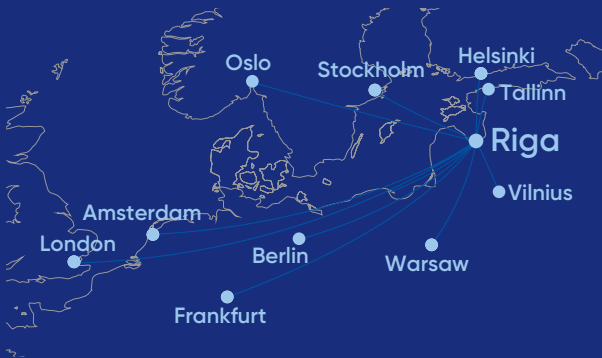 Oslo
Stockholm
Helsinki
Tallinn
Riga
Vilnius
Amsterdam
London
Berlin
Warsaw
Frankfurt